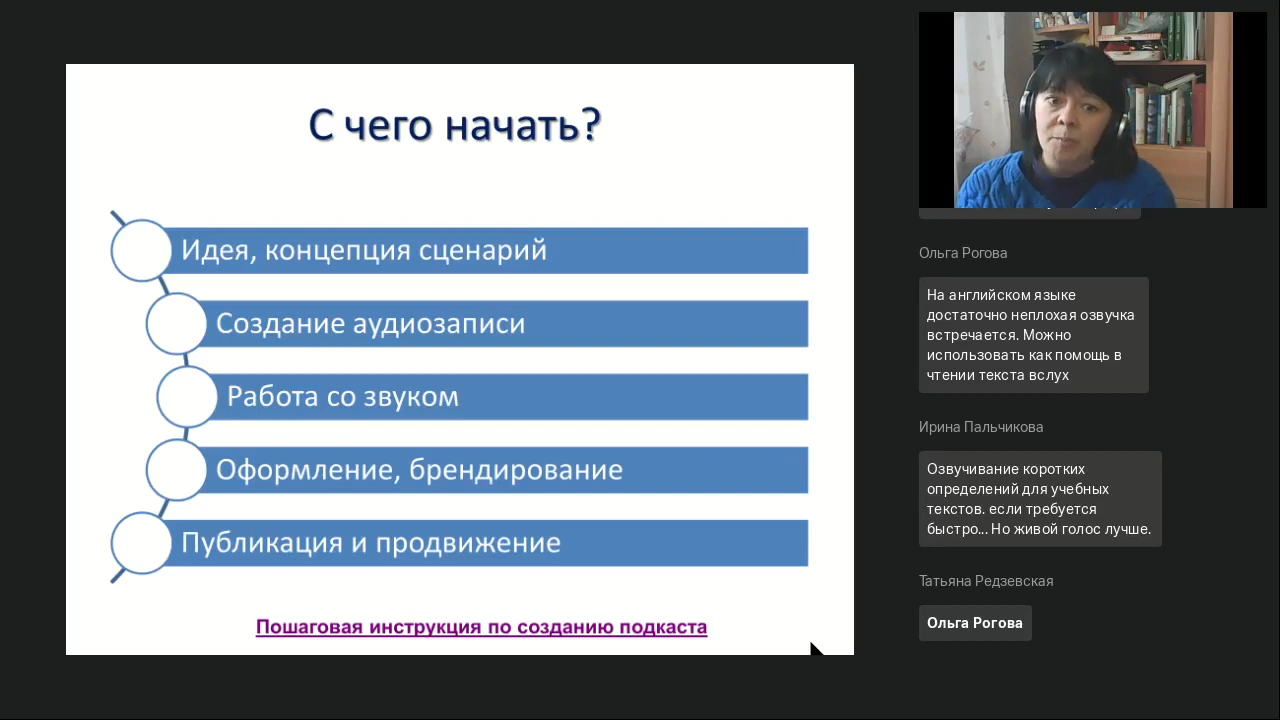 С чего начать?
Идея, концепция сценарий
Создание аудиозаписи
Работа со звуком
Оформление, брендирование
Публикация и продвижение
Пошаговая инструкция по созданию подкаста
Ольга Рогова
На английском языке
достаточно неплохая озвучка
встречается. Можно
использовать как помощь в
чтении текста вслух
Ирина Пальчикова
Озвучивание коротких
определений для учебных
текстов. если требуется
быстро... Но живой голос лучше.
Татьяна Редзевская
Ольга Рогова